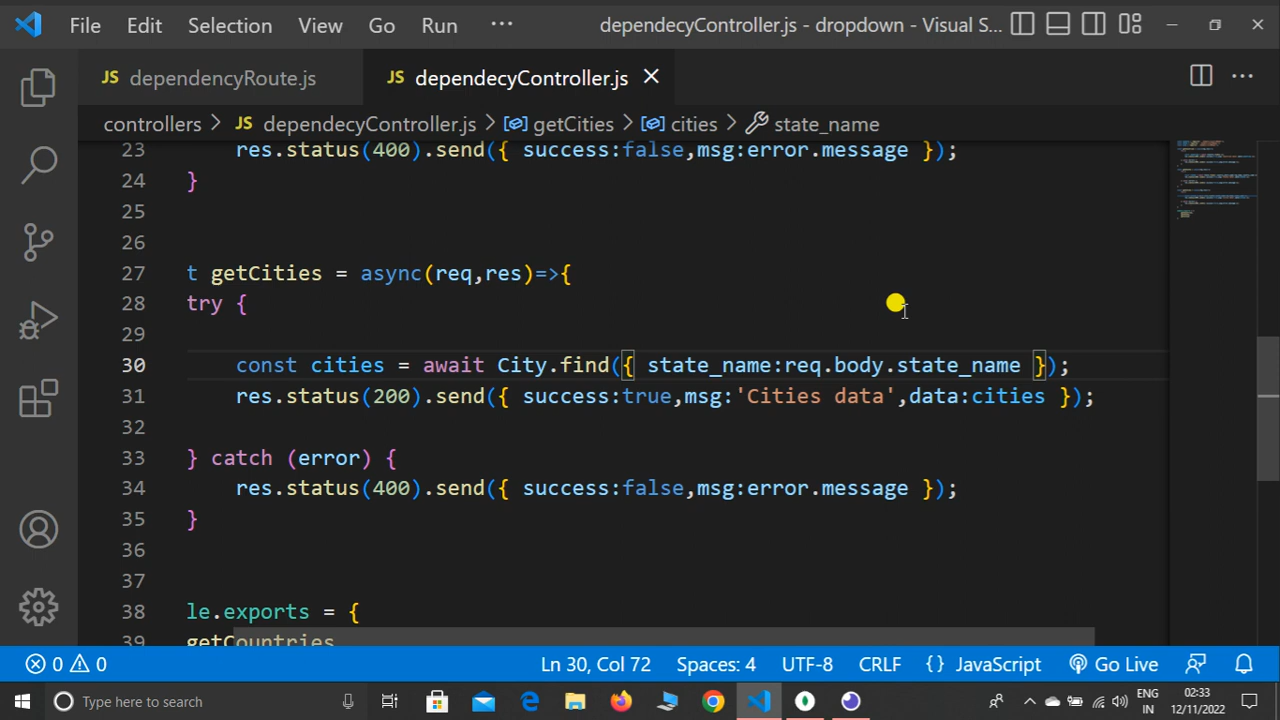 File Edit Selection View Go Run ··· dependecyController.js - dropdown - Visual S...
JS dependencyRoute.js JS dependecyController.js
controllers > JS dependecyController.js > getCities > cities > state_name
23 res.status(400).send({ success:false,msg:error.message });
24 }
25
26
27 t getCities = async(req,res)=>{
28 try {
29
30 const cities = await City.find({ state_name:req.body.state_name });
31 res.status(200).send({ success:true,msg:'Cities data',data:cities });
32
33 } catch (error) {
34 res.status(400).send({ success:false,msg:error.message });
35 }
36
37
38 le.exports = {
39 getCountries
0 0 Ln 30, Col 72 Spaces: 4 UTF-8 CRLF {} JavaScript Go Live
Type here to search ENG IN 02:33 12/11/2022